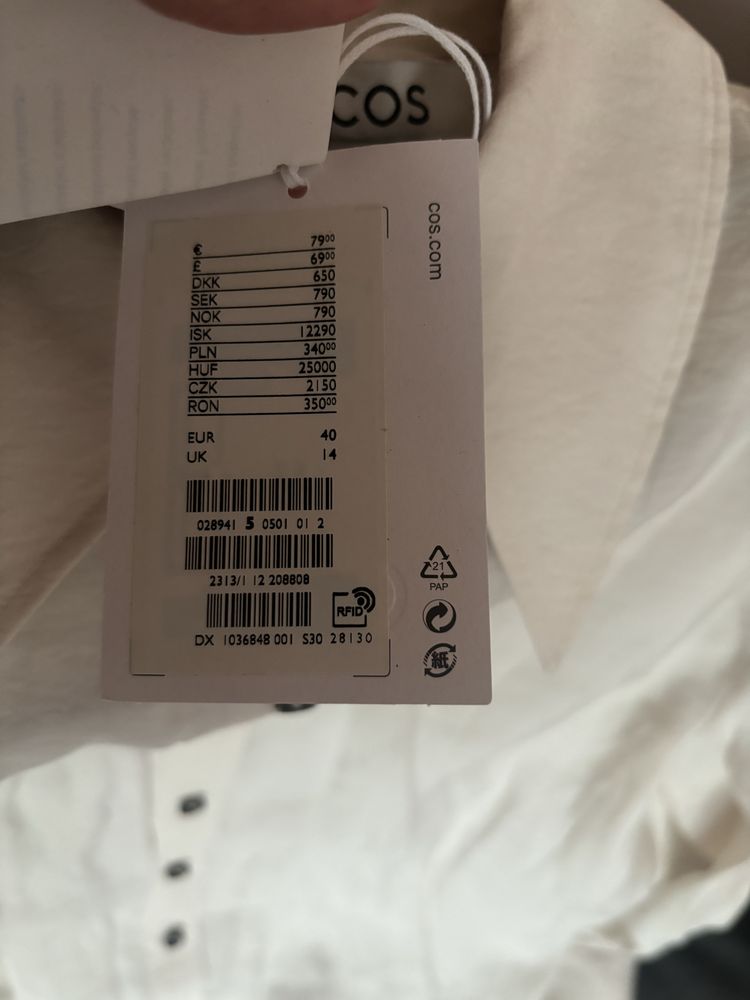 COS
cos.com
€ 79⁰⁰
£ 69⁰⁰
DKK 650
SEK 790
NOK 790
ISK 12290
PLN 340⁰⁰
HUF 25000
CZK 2150
RON 350⁰⁰
EUR 40
UK 14
028941 5 0501 01 2
2313/1 12 208808
RFID
DX 1036848 001 S30 28130
21
PAP
紙